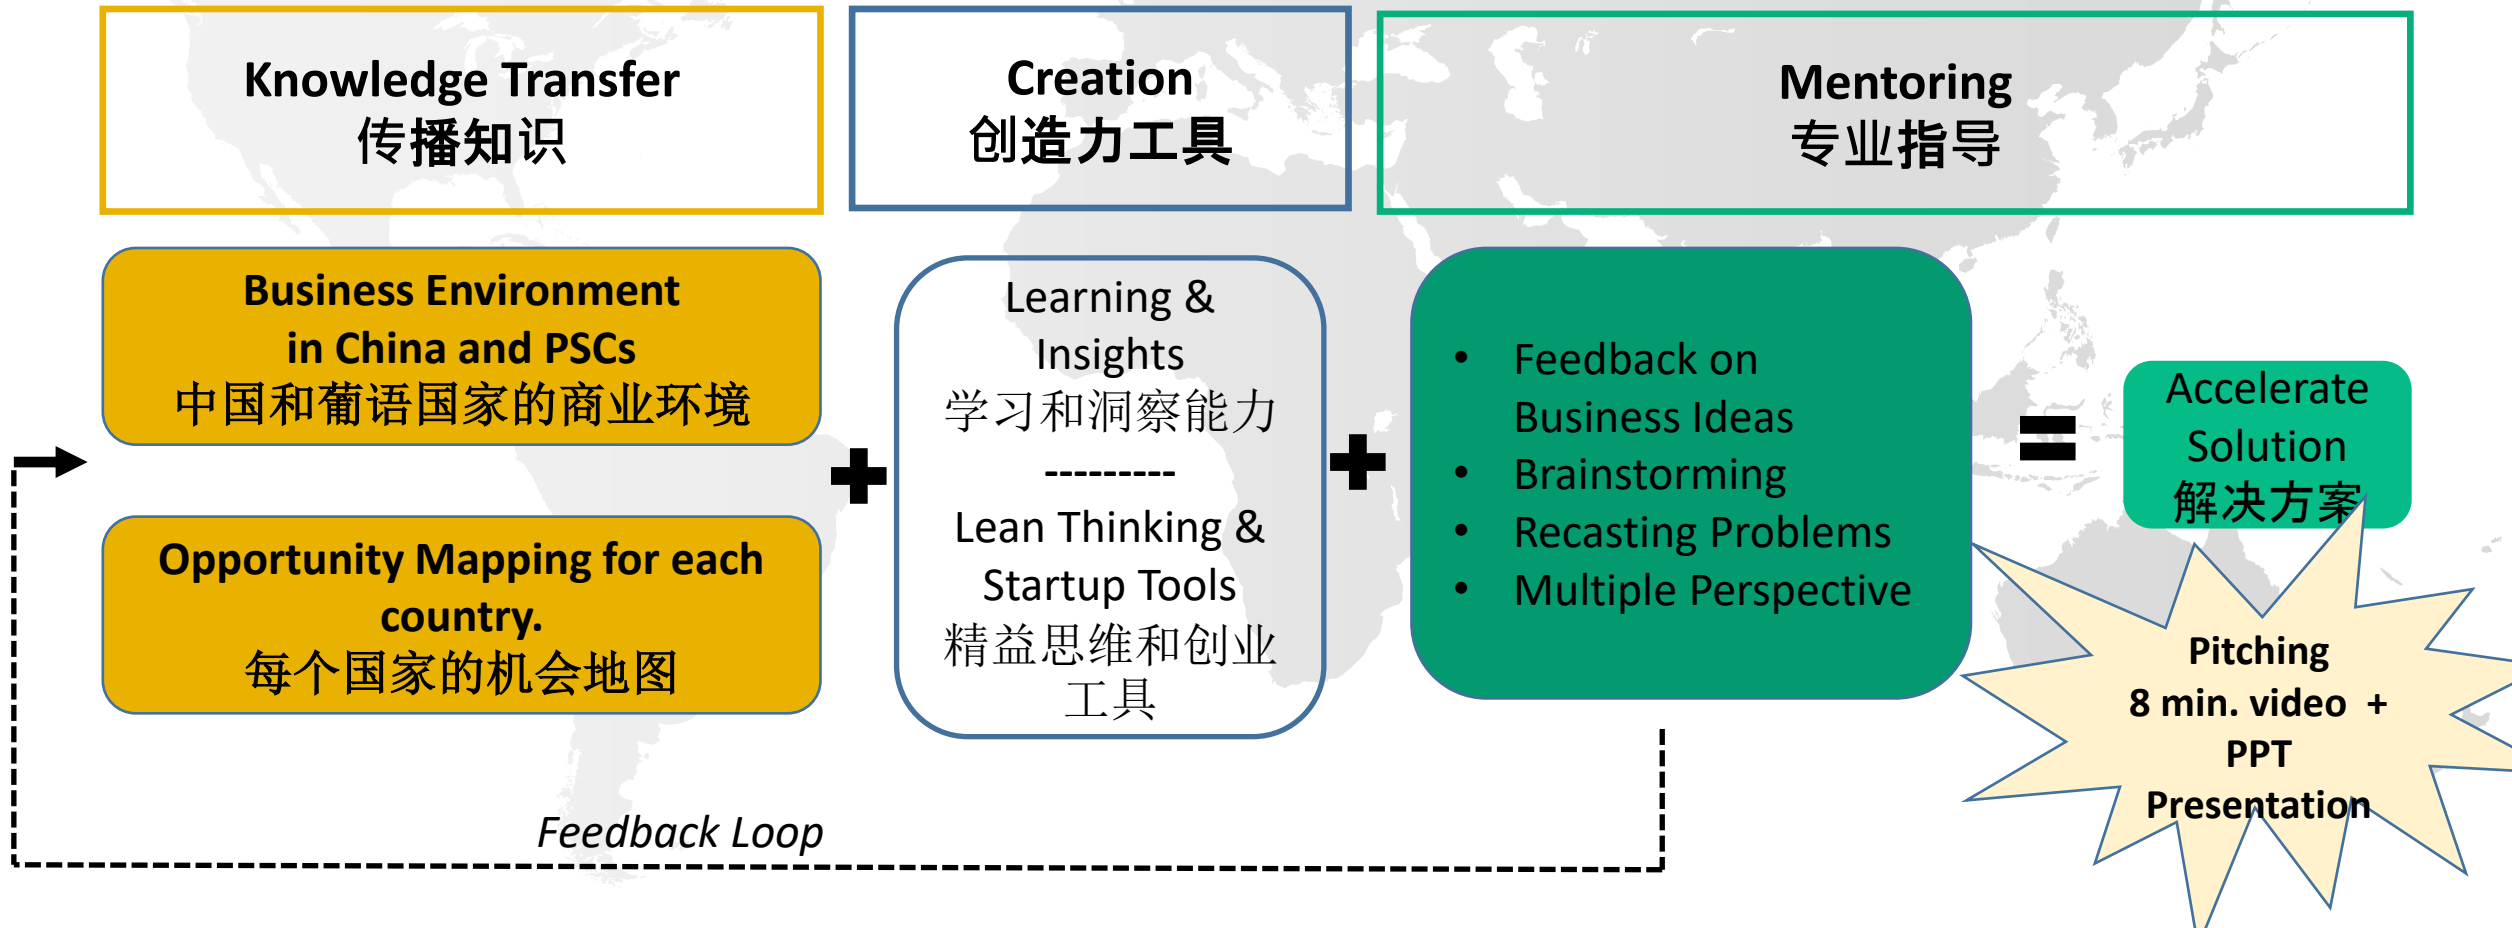 Knowledge Transfer
传播知识
Creation
创造力工具
Mentoring
专业指导
Business Environment
in China and PSCs
中国和葡语国家的商业环境
Opportunity Mapping for each
country.
每个国家的机会地图
Learning &
Insights
学习和洞察能力
---------
Lean Thinking &
Startup Tools
精益思维和创业
工具
• Feedback on
Business Ideas
• Brainstorming
• Recasting Problems
• Multiple Perspective
Accelerate
Solution
解决方案
Pitching
8 min. video +
PPT
Presentation
Feedback Loop